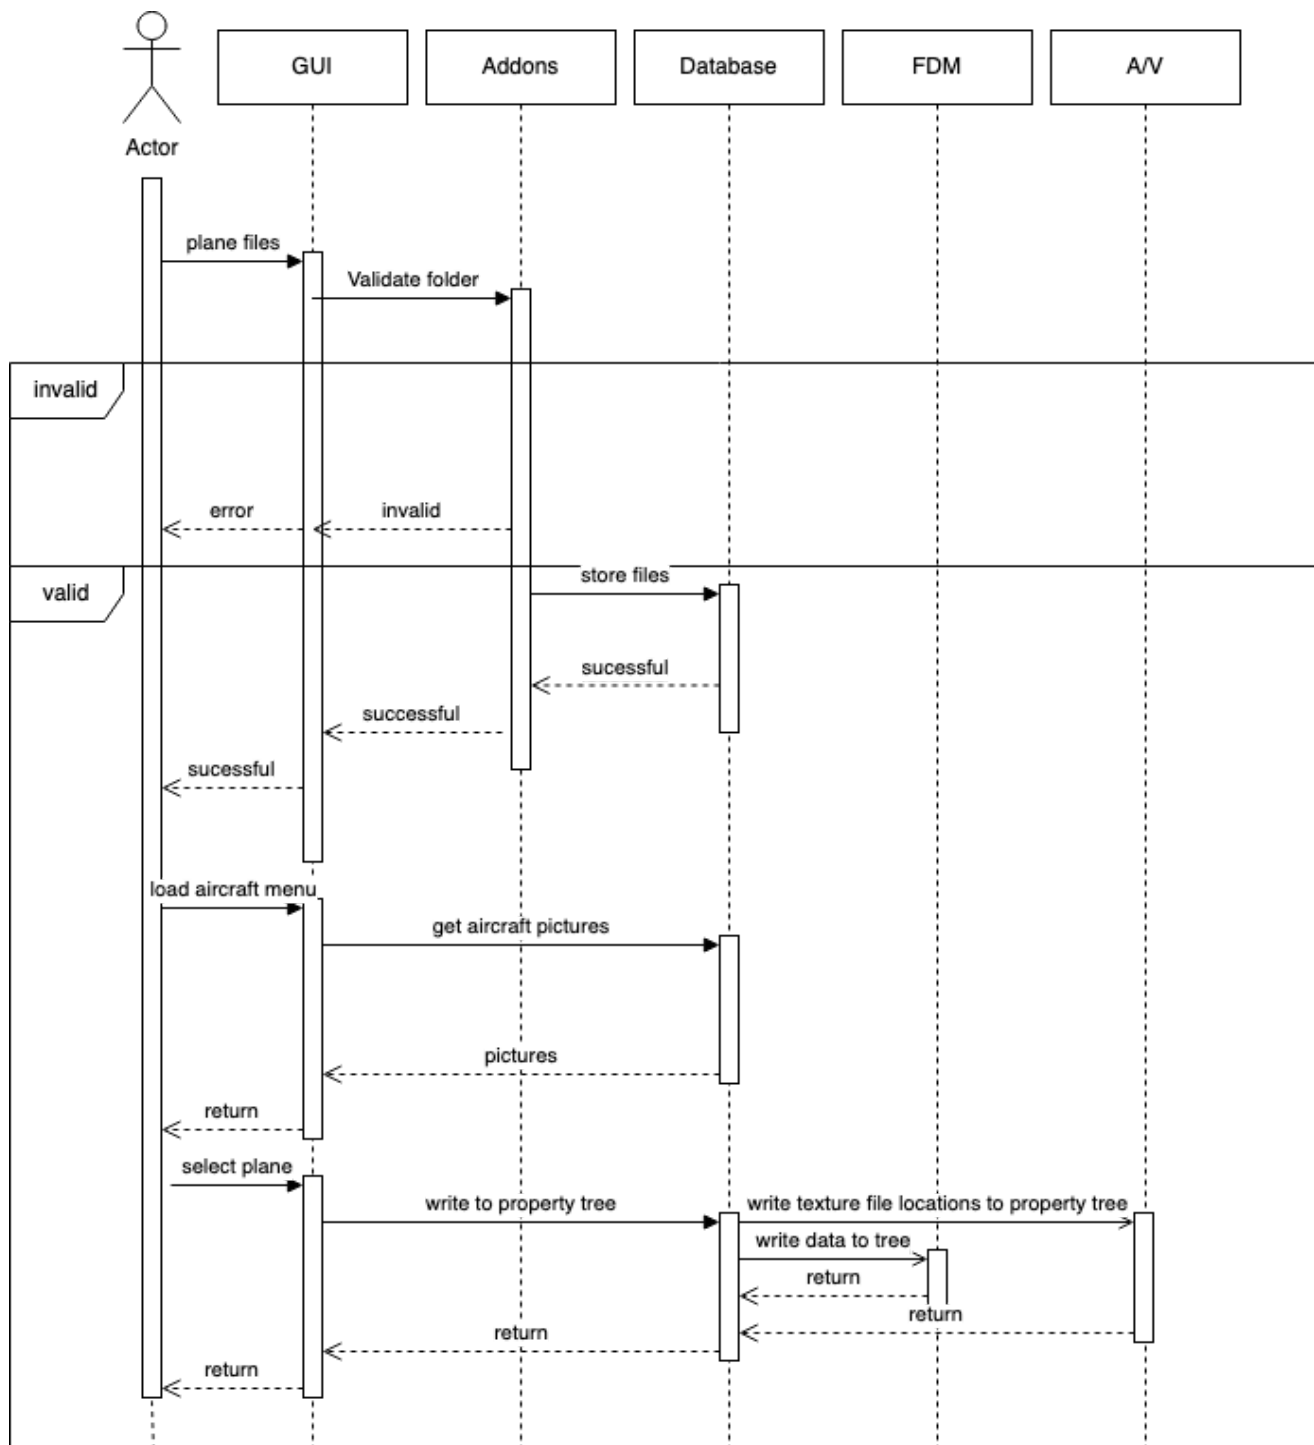 GUI
Addons
Database
FDM
A/V
Actor
plane files
Validate folder
invalid
error
invalid
valid
store files
sucessful
successful
sucessful
load aircraft menu
get aircraft pictures
pictures
return
select plane
write to property tree
write texture file locations to property tree
write data to tree
return
return
return
return